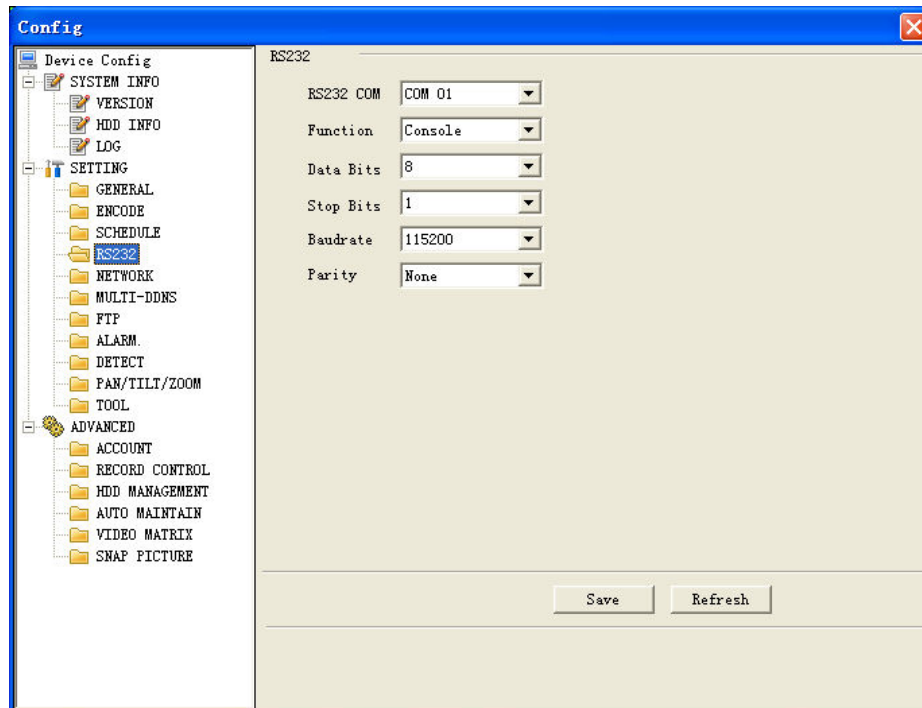 Config
Device Config
SYSTEM INFO
VERSION
HDD INFO
LOG
SETTING
GENERAL
ENCODE
SCHEDULE
RS232
NETWORK
MULTI-DDNS
FTP
ALARM.
DETECT
PAN/TILT/ZOOM
TOOL
ADVANCED
ACCOUNT
RECORD CONTROL
HDD MANAGEMENT
AUTO MAINTAIN
VIDEO MATRIX
SNAP PICTURE
RS232
RS232 COM COM 01
Function Console
Data Bits 8
Stop Bits 1
Baudrate 115200
Parity None
Save Refresh